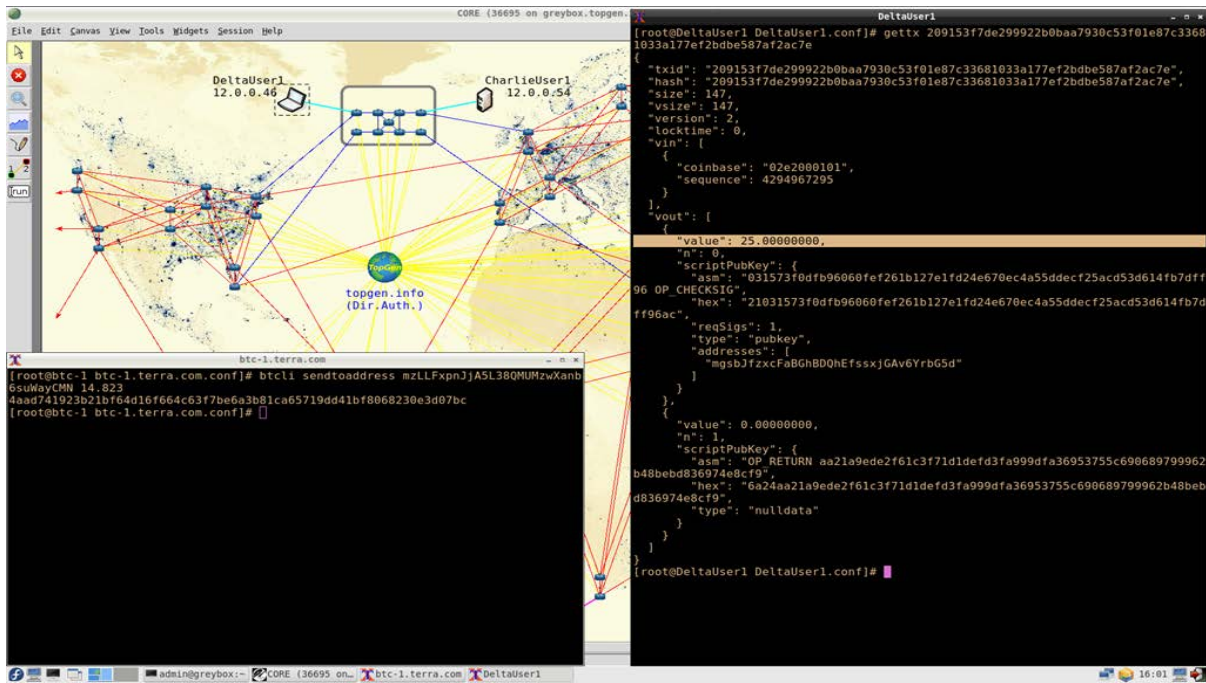 CORE (36695 on greybox.topgen.
File Edit Canvas View Tools Widgets Session Help
DeltaUser1
12.0.0.46
CharlieUser1
12.0.0.54
1 2
run
TopGen
topgen.info
(Dir.Auth.)
btc-1.terra.com
[root@btc-1 btc-1.terra.com.conf]# btcli sendtoaddress mzLLFxpnJjA5L38QMUMzwXanb
6suWayCMN 14.823
4aad741923b21bf64d16f664c63f7be6a3b81ca65719dd41bf8068230e3d07bc
[root@btc-1 btc-1.terra.com.conf]#
DeltaUser1
[root@DeltaUser1 DeltaUser1.conf]# gettx 209153f7de299922b0baa7930c53f01e87c3368
1033a177ef2bdbe587af2ac7e
{
"txid": "209153f7de299922b0baa7930c53f01e87c33681033a177ef2bdbe587af2ac7e",
"hash": "209153f7de299922b0baa7930c53f01e87c33681033a177ef2bdbe587af2ac7e",
"size": 147,
"vsize": 147,
"version": 2,
"locktime": 0,
"vin": [
{
"coinbase": "02e2000101",
"sequence": 4294967295
}
],
"vout": [
{
"value": 25.00000000,
"n": 0,
"scriptPubKey": {
"asm": "031573f0dfb96060fef261b127e1fd24e670ec4a55ddecf25acd53d614fb7dff
96 OP_CHECKSIG",
"hex": "21031573f0dfb96060fef261b127e1fd24e670ec4a55ddecf25acd53d614fb7d
ff96ac",
"reqSigs": 1,
"type": "pubkey",
"addresses": [
"mgsbJfzxcFaBGhBDQhEfssxjGAv6YrbG5d"
]
}
},
{
"value": 0.00000000,
"n": 1,
"scriptPubKey": {
"asm": "OP_RETURN aa21a9ede2f61c3f71d1defd3fa999dfa36953755c690689799962
b48bebd836974e8cf9",
"hex": "6a24aa21a9ede2f61c3f71d1defd3fa999dfa36953755c690689799962b48beb
d836974e8cf9",
"type": "nulldata"
}
}
]
}
[root@DeltaUser1 DeltaUser1.conf]#
admin@greybox:~
CORE (36695 on...
btc-1.terra.com
DeltaUser1
16:01